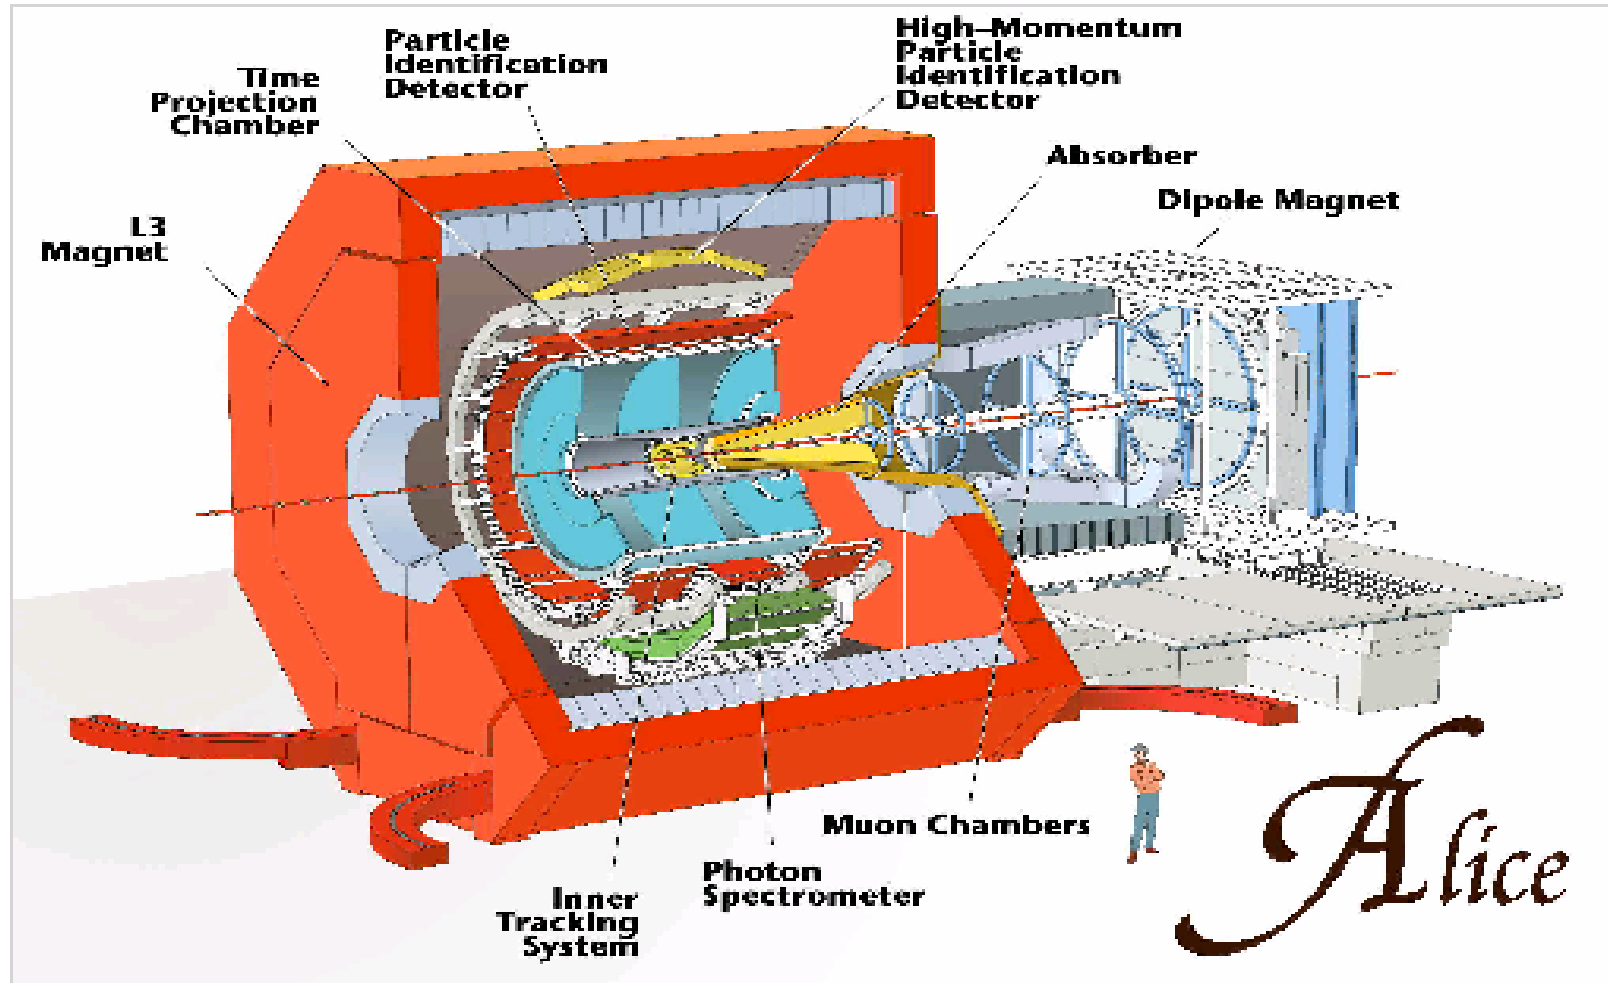 Particle
Identification
Detector
High-Momentum
Particle
Identification
Detector
Time
Projection
Chamber
Absorber
Dipole Magnet
L3
Magnet
Muon Chambers
Photon
Spectrometer
Inner
Tracking
System
Alice